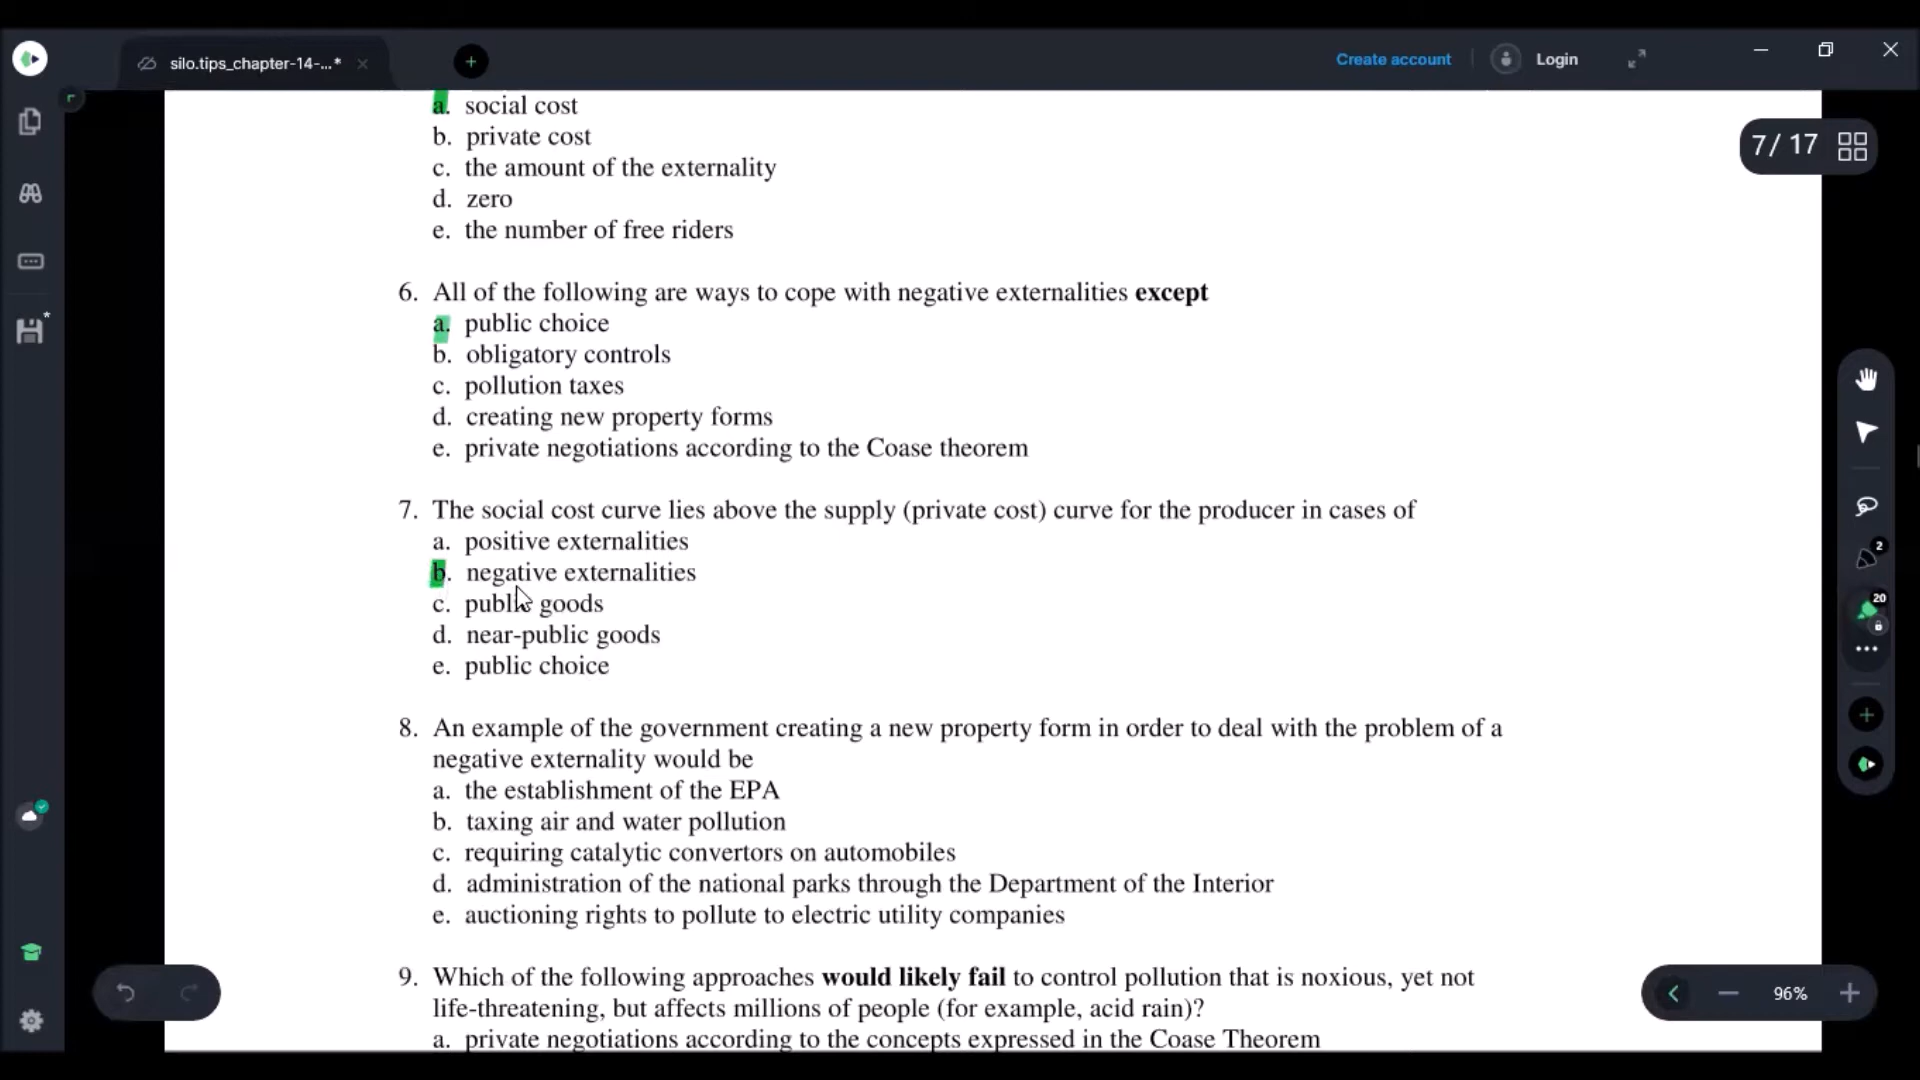 silo.tips_chapter-14-...*
Create account
Login
7/ 17
a. social cost
b. private cost
c. the amount of the externality
d. zero
e. the number of free riders
6. All of the following are ways to cope with negative externalities except
a. public choice
b. obligatory controls
c. pollution taxes
d. creating new property forms
e. private negotiations according to the Coase theorem
7. The social cost curve lies above the supply (private cost) curve for the producer in cases of
a. positive externalities
b. negative externalities
c. public goods
d. near-public goods
e. public choice
8. An example of the government creating a new property form in order to deal with the problem of a
negative externality would be
a. the establishment of the EPA
b. taxing air and water pollution
c. requiring catalytic convertors on automobiles
d. administration of the national parks through the Department of the Interior
e. auctioning rights to pollute to electric utility companies
9. Which of the following approaches would likely fail to control pollution that is noxious, yet not
life-threatening, but affects millions of people (for example, acid rain)?
a. private negotiations according to the concepts expressed in the Coase Theorem
2
20
96%